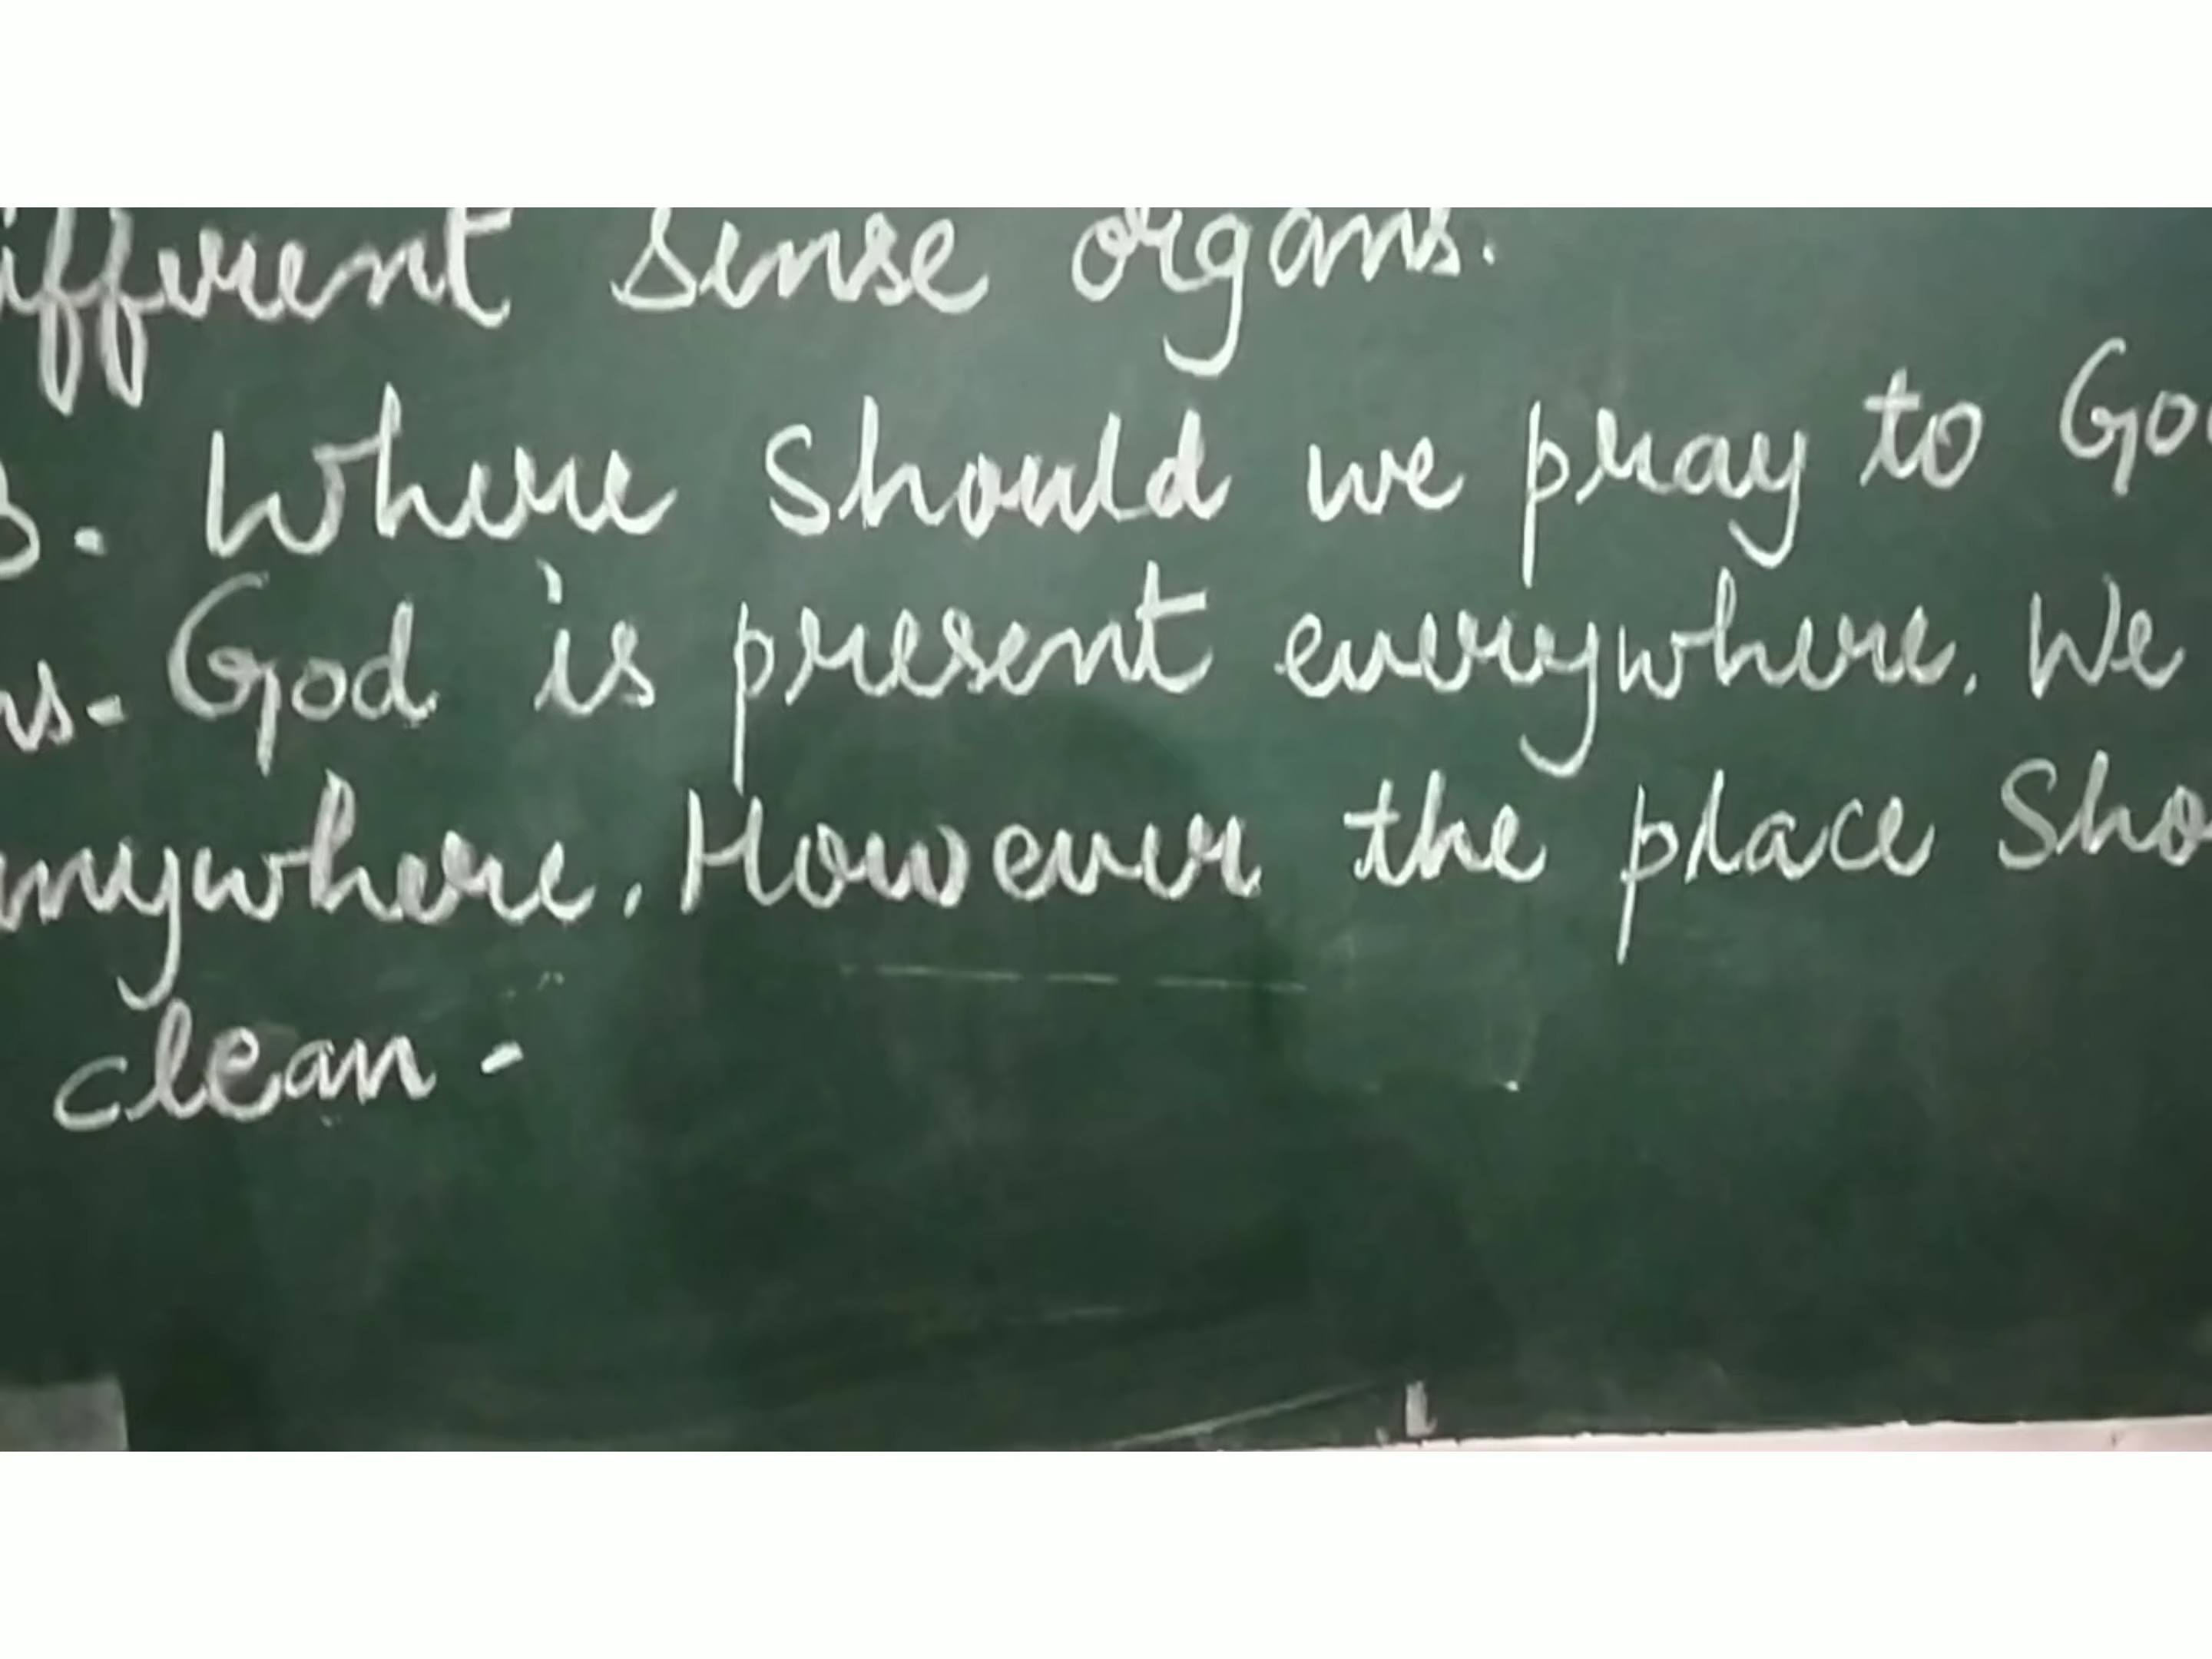 ifferent sense organs.
3. Where should we pray to Go
ns. God is present everywhere. We
nywhere. However the place Sho
clean.